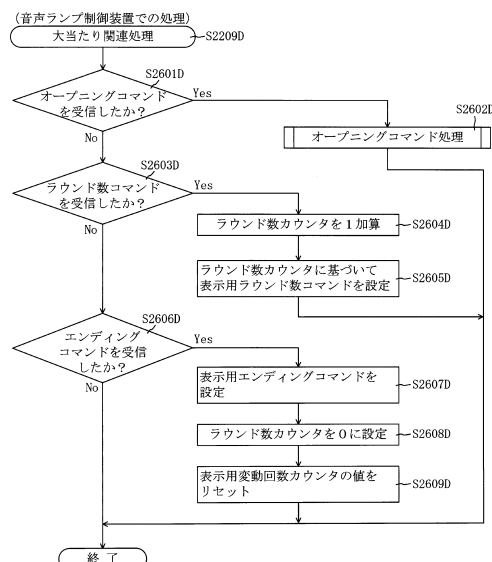 (音声ランプ制御装置での処理)
大当たり関連処理
S2209D
S2601D
オープニングコマンド
を受信したか?
Yes
No
S2602D
オープニングコマンド処理
S2603D
ラウンド数コマンド
を受信したか?
Yes
No
ラウンド数カウンタを1加算
S2604D
ラウンド数カウンタに基づいて
表示用ラウンド数コマンドを設定
S2605D
S2606D
エンディング
コマンドを受信
したか?
Yes
No
表示用エンディングコマンドを
設定
S2607D
ラウンド数カウンタを0に設定
S2608D
表示用変動回数カウンタの値を
リセット
S2609D
終了